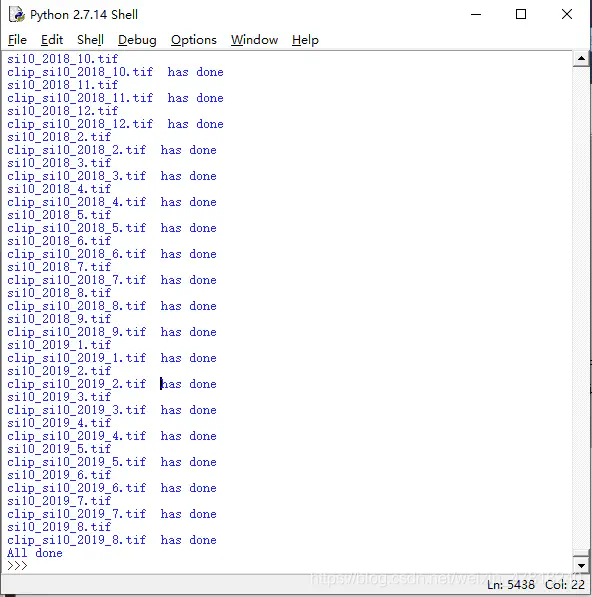 Python 2.7.14 Shell
File Edit Shell Debug Options Window Help
si10_2018_10.tif
clip_si10_2018_10.tif has done
si10_2018_11.tif
clip_si10_2018_11.tif has done
si10_2018_12.tif
clip_si10_2018_12.tif has done
si10_2018_2.tif
clip_si10_2018_2.tif has done
si10_2018_3.tif
clip_si10_2018_3.tif has done
si10_2018_4.tif
clip_si10_2018_4.tif has done
si10_2018_5.tif
clip_si10_2018_5.tif has done
si10_2018_6.tif
clip_si10_2018_6.tif has done
si10_2018_7.tif
clip_si10_2018_7.tif has done
si10_2018_8.tif
clip_si10_2018_8.tif has done
si10_2018_9.tif
clip_si10_2018_9.tif has done
si10_2019_1.tif
clip_si10_2019_1.tif has done
si10_2019_2.tif
clip_si10_2019_2.tif has done
si10_2019_3.tif
clip_si10_2019_3.tif has done
si10_2019_4.tif
clip_si10_2019_4.tif has done
si10_2019_5.tif
clip_si10_2019_5.tif has done
si10_2019_6.tif
clip_si10_2019_6.tif has done
si10_2019_7.tif
clip_si10_2019_7.tif has done
si10_2019_8.tif
clip_si10_2019_8.tif has done
All done
>>>
Ln: 5438 Col: 22